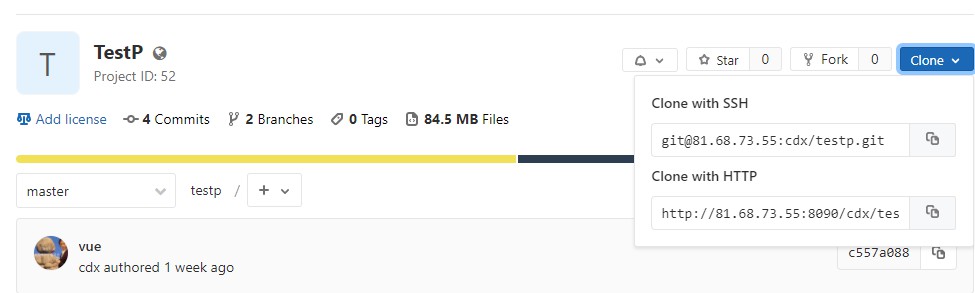 T
TestP
Project ID: 52
Star 0
Fork 0
Clone
Add license
4 Commits
2 Branches
0 Tags
84.5 MB Files
Clone with SSH
git@81.68.73.55:cdx/testp.git
Clone with HTTP
http://81.68.73.55:8090/cdx/tes
master
testp / +
vue
cdx authored 1 week ago
c557a088